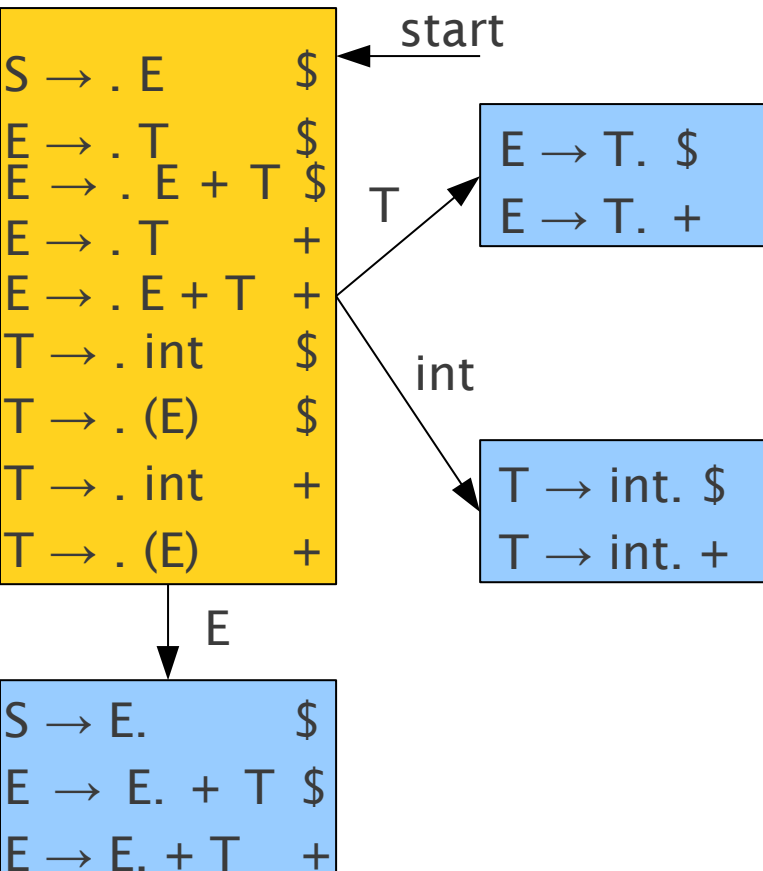 start
S → . E $
E → . T $
E → . E + T $
E → . T +
E → . E + T +
T → . int $
T → . (E) $
T → . int +
T → . (E) +
T
E → T. $
E → T. +
int
T → int. $
T → int. +
E
S → E. $
E → E. + T $
E → E. + T +